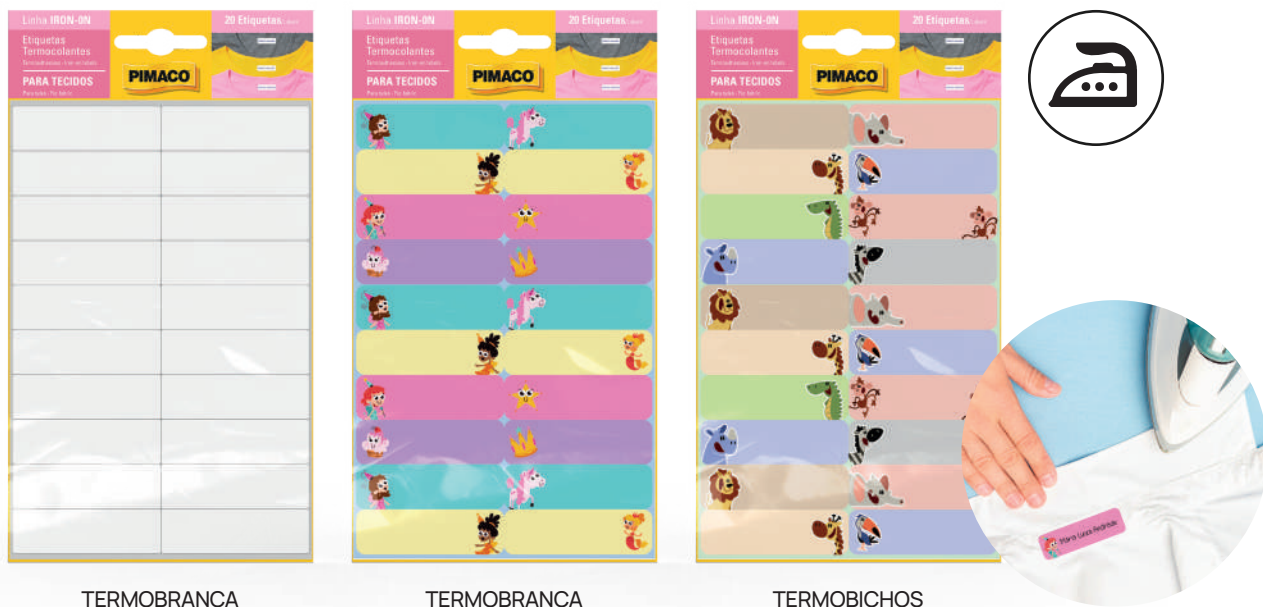 Linha IRON-ON
20 Etiquetas
Etiquetas
Termocolantes
PARA TECIDOS
PIMACO
Linha IRON-ON
20 Etiquetas
Etiquetas
Termocolantes
PARA TECIDOS
PIMACO
Linha IRON-ON
20 Etiquetas
Etiquetas
Termocolantes
PARA TECIDOS
PIMACO
TERMOBRANCA
TERMOBRANCA
TERMOBICHOS